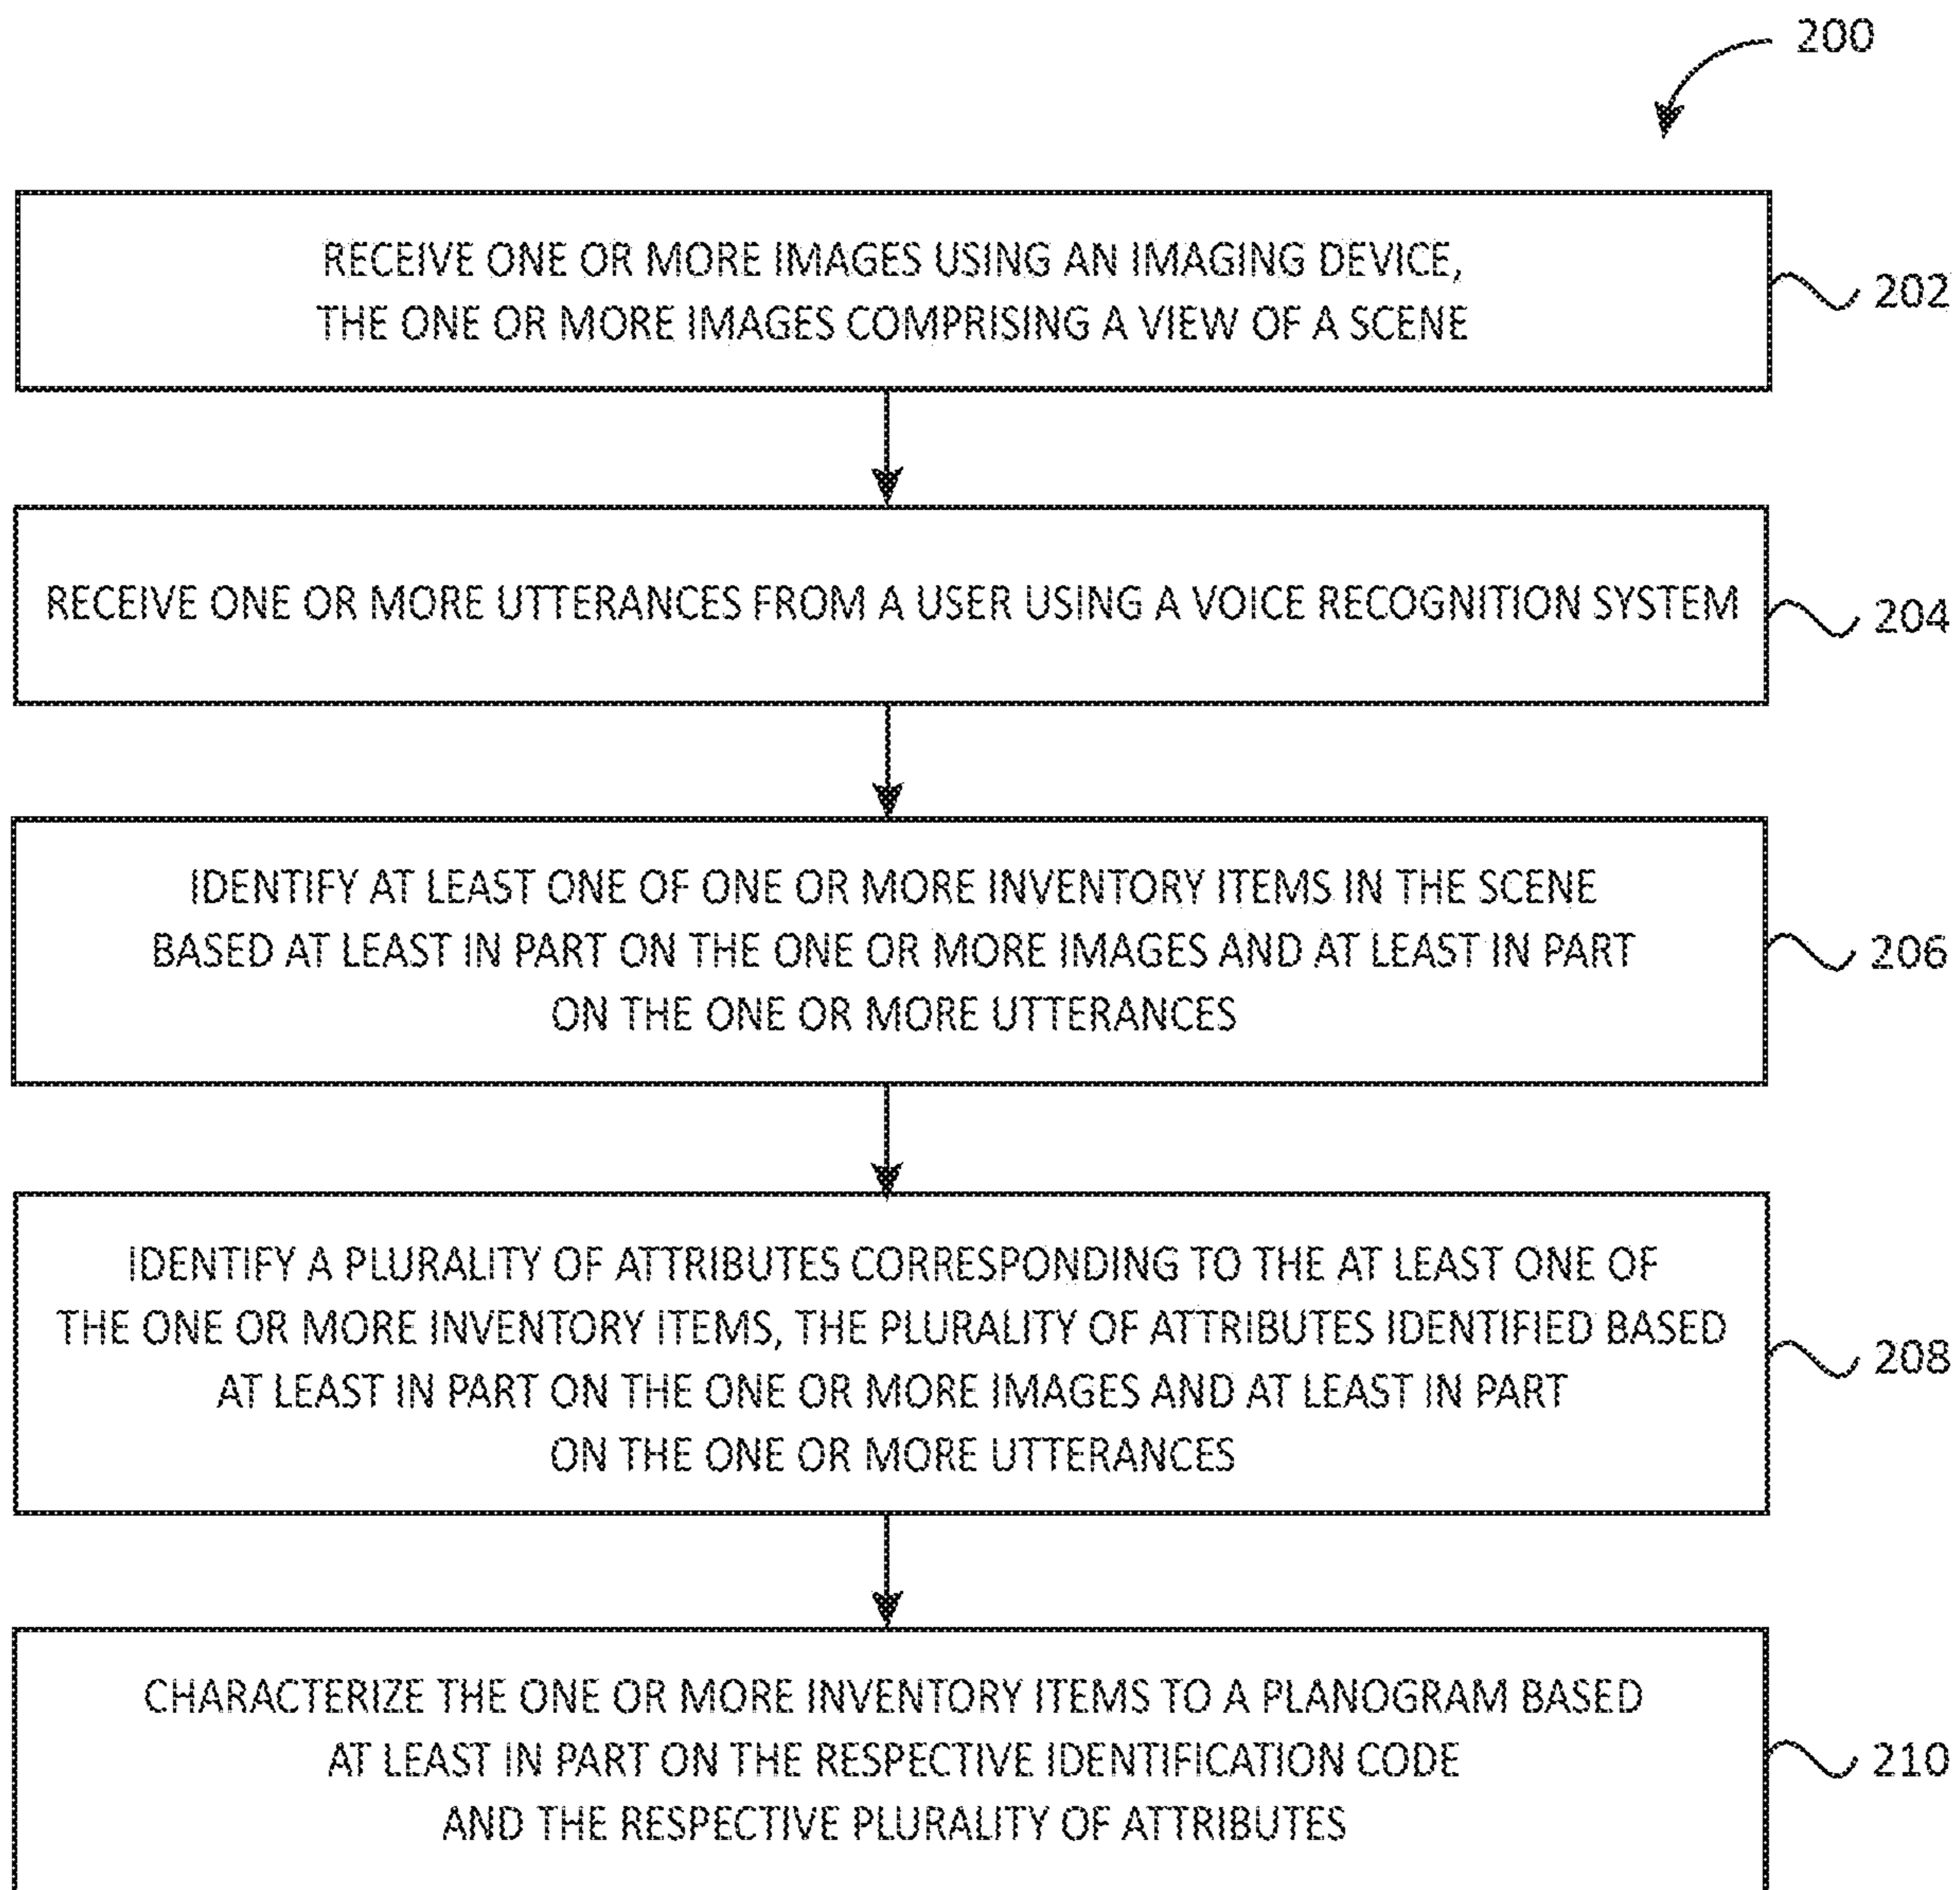 200
RECEIVE ONE OR MORE IMAGES USING AN IMAGING DEVICE,
THE ONE OR MORE IMAGES COMPRISING A VIEW OF A SCENE
202
RECEIVE ONE OR MORE UTTERANCES FROM A USER USING A VOICE RECOGNITION SYSTEM
204
IDENTIFY AT LEAST ONE OF ONE OR MORE INVENTORY ITEMS IN THE SCENE
BASED AT LEAST IN PART ON THE ONE OR MORE IMAGES AND AT LEAST IN PART
ON THE ONE OR MORE UTTERANCES
206
IDENTIFY A PLURALITY OF ATTRIBUTES CORRESPONDING TO THE AT LEAST ONE OF
THE ONE OR MORE INVENTORY ITEMS, THE PLURALITY OF ATTRIBUTES IDENTIFIED BASED
AT LEAST IN PART ON THE ONE OR MORE IMAGES AND AT LEAST IN PART
ON THE ONE OR MORE UTTERANCES
208
CHARACTERIZE THE ONE OR MORE INVENTORY ITEMS TO A PLANOGRAM BASED
AT LEAST IN PART ON THE RESPECTIVE IDENTIFICATION CODE
AND THE RESPECTIVE PLURALITY OF ATTRIBUTES
210